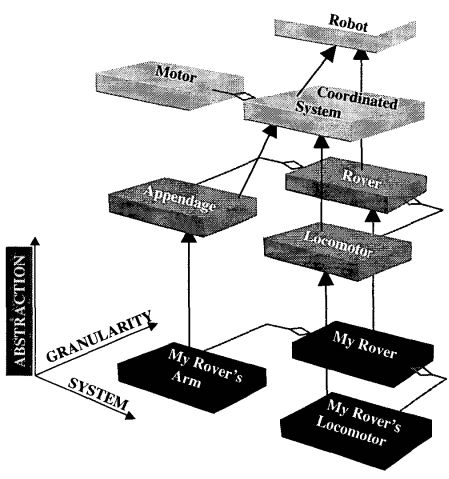 Robot
Motor
Coordinated
System
Rover
Appendage
Locomotor
ABSTRACTION
GRANULARITY
SYSTEM
My Rover
My Rover's
Arm
My Rover's
Locomotor